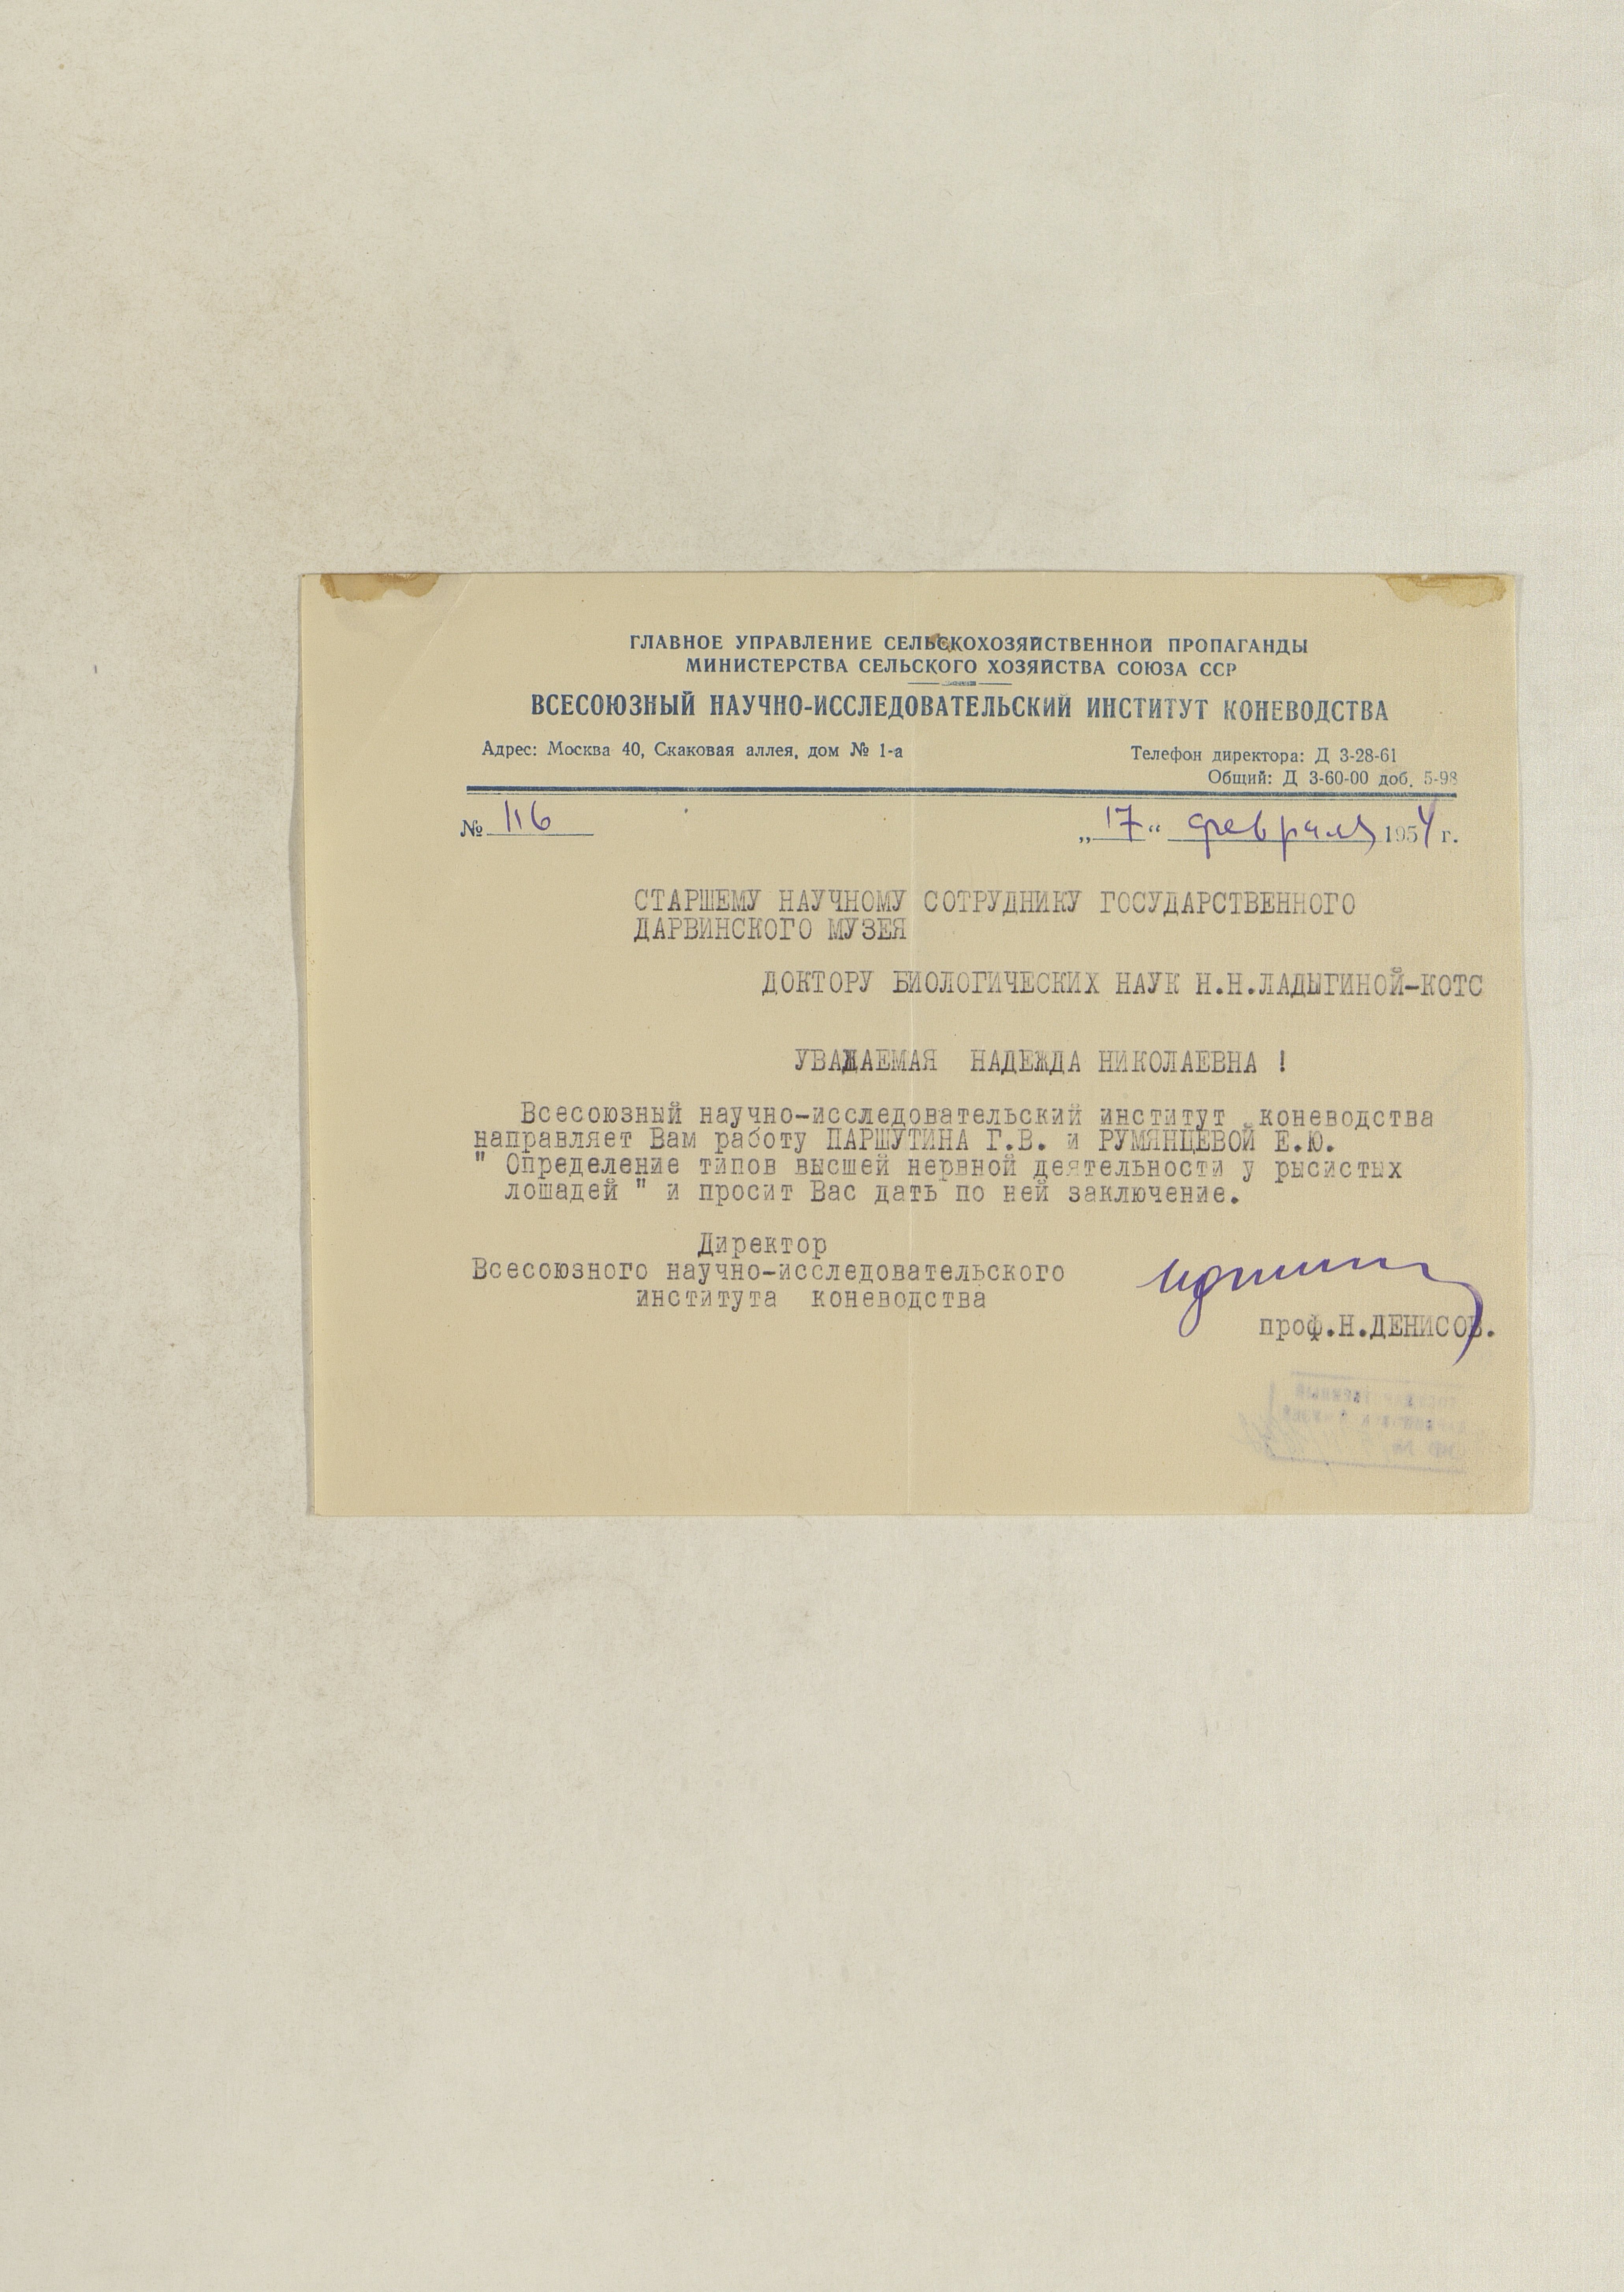 ГЛАВНОЕ УПРАВЛЕНИЕ СЕЛЬСКОХОЗЯЙСТВЕННОЙ ПРОПАГАНДЫ
МИНИСТЕРСТВА СЕЛЬСКОГО ХОЗЯЙСТВА СОЮЗА ССР
ВСЕСОЮЗНЫЙ НАУЧНО-ИССЛЕДОВАТЕЛЬСКИЙ ИНСТИТУТ КОНЕВОДСТВА
Адрес: Москва 40, Скаковая аллея, дом № 1-а
Телефон директора: Д 3-28-61
Общий: Д 3-60-00 доб. 5-98
№ 116
„17“ февраля 1954 г.
СТАРШЕМУ НАУЧНОМУ СОТРУДНИКУ ГОСУДАРСТВЕННОГО
ДАРВИНСКОГО МУЗЕЯ
ДОКТОРУ БИОЛОГИЧЕСКИХ НАУК Н.Н.ЛАДЫГИНОЙ-КОТС
УВАЖАЕМАЯ НАДЕЖДА НИКОЛАЕВНА !
Всесоюзный научно-исследовательский институт коневодства
направляет Вам работу ПАРШУТИНА Г.В. и РУМЯНЦЕВОЙ Е.Ю.
" Определение типов высшей нервной деятельности у рысистых
лошадей " и просит Вас дать по ней заключение.
Директор
Всесоюзного научно-исследовательского
института коневодства
проф.Н.ДЕНИСОВ.